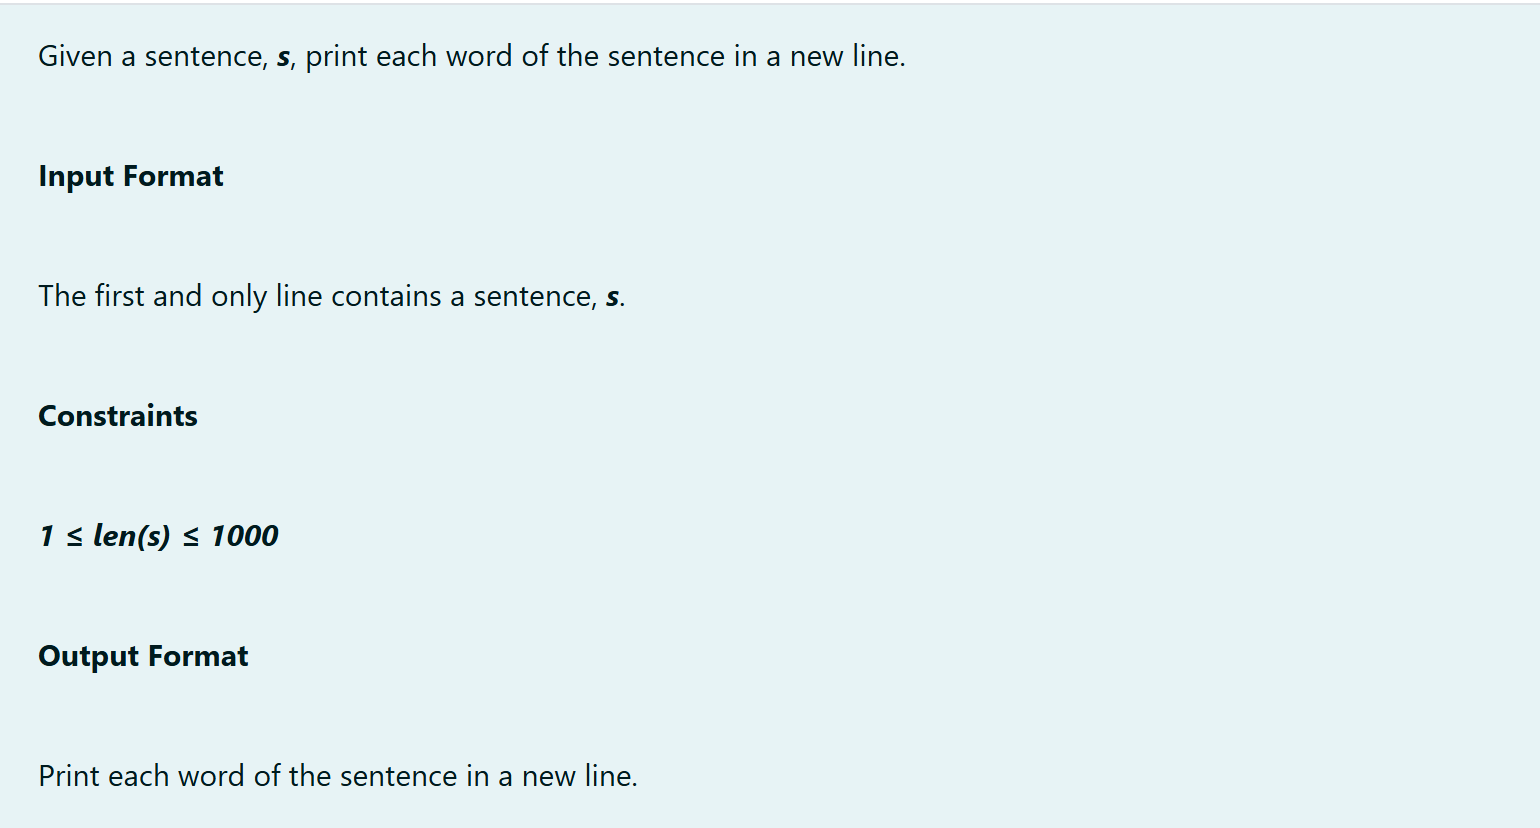 Given a sentence, s, print each word of the sentence in a new line.
Input Format
The first and only line contains a sentence, s.
Constraints
1 ≤ len(s) ≤ 1000
Output Format
Print each word of the sentence in a new line.